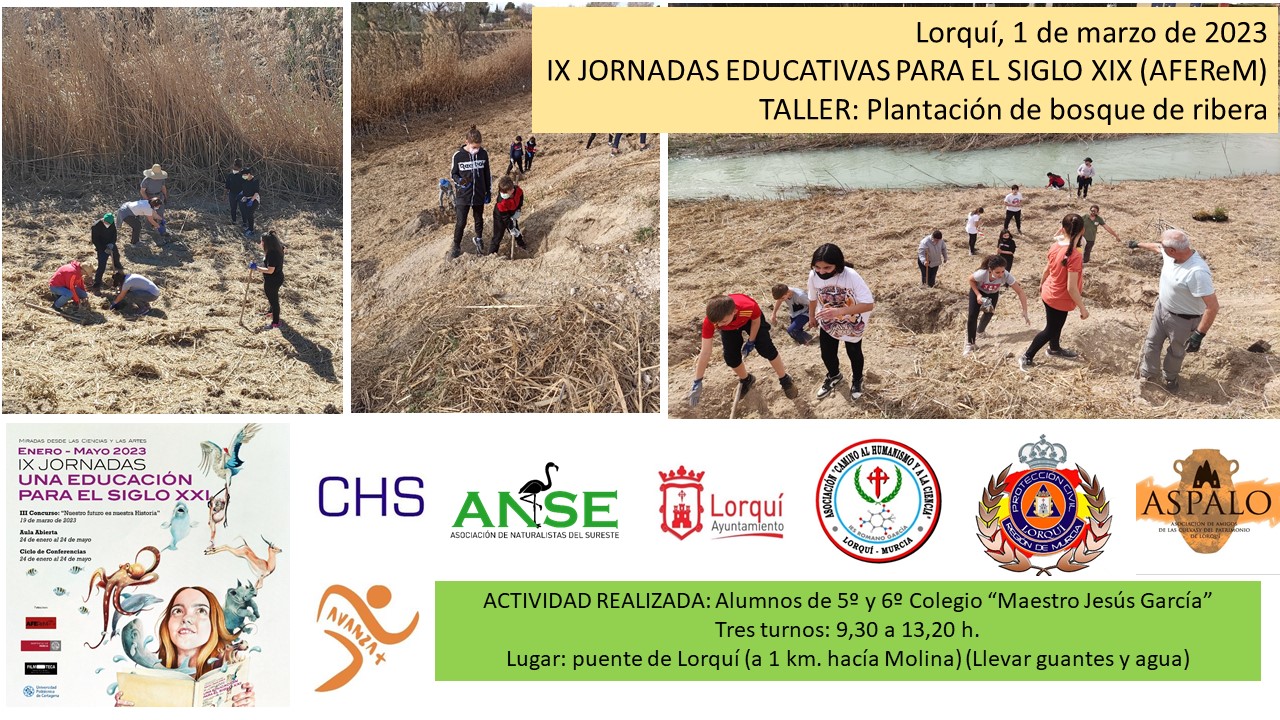 Lorquí, 1 de marzo de 2023
IX JORNADAS EDUCATIVAS PARA EL SIGLO XIX (AFEReM)
TALLER: Plantación de bosque de ribera
MIRADAS DESDE LAS CIENCIAS Y LAS ARTES
ENERO - MAYO 2023
IX JORNADAS
UNA EDUCACIÓN
PARA EL SIGLO XXI
III Concurso: "Nuestro futuro es nuestra Historia"
19 de marzo de 2023
Aula Abierta
24 de enero al 24 de mayo
Ciclo de Conferencias
24 de enero al 24 de mayo
FILMOTECA
Universidad
Politécnica
de Cartagena
CHS
ANSE
ASOCIACIÓN DE NATURALISTAS DEL SURESTE
Lorquí
Ayuntamiento
ASOCIACIÓN "CAMINO AL HUMANISMO Y A LA CIENCIA"
IES ROMANO GARCÍA
LORQUÍ - MURCIA
PROTECCIÓN CIVIL
LORQUI
REGIÓN DE MURCIA
ASPALO
ASOCIACIÓN DE AMIGOS
DE LAS CUEVAS Y DEL PATRIMONIO
DE LORQUÍ
AVANZA+
ACTIVIDAD REALIZADA: Alumnos de 5º y 6º Colegio “Maestro Jesús García”
Tres turnos: 9,30 a 13,20 h.
Lugar: puente de Lorquí (a 1 km. hacía Molina) (Llevar guantes y agua)